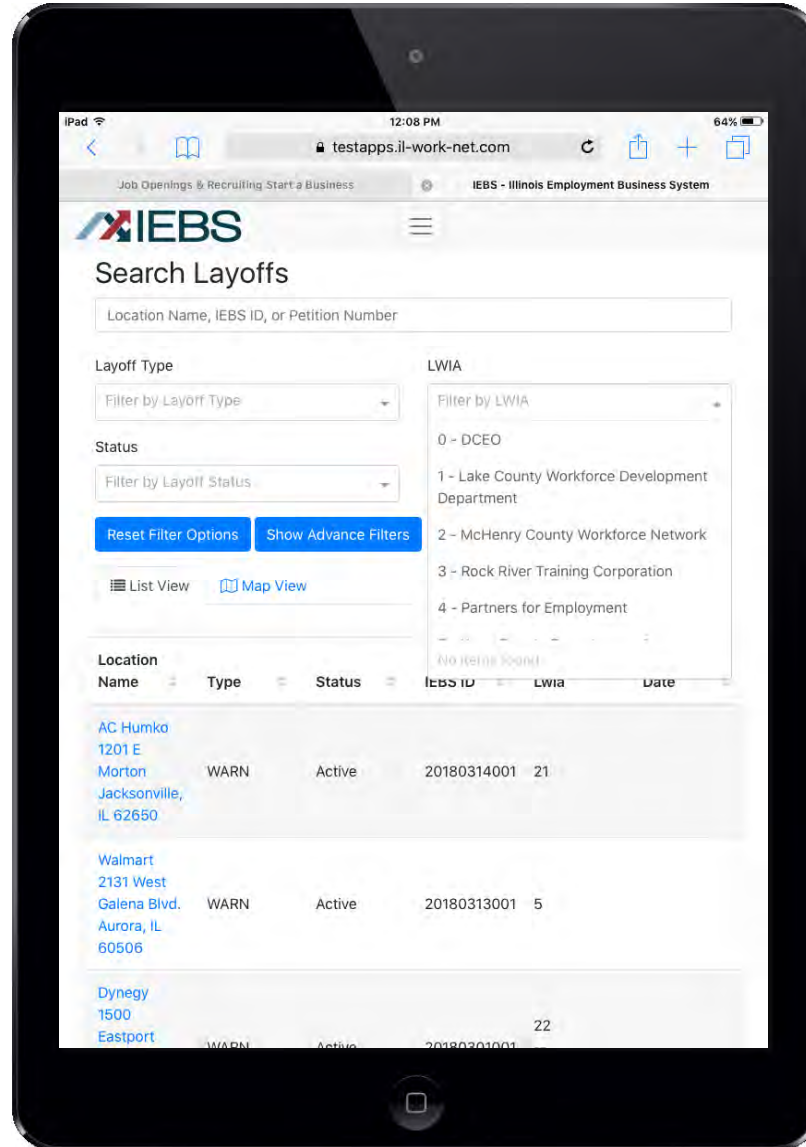 iPad 12:08 PM 64%
testapps.il-work-net.com
Job Openings & Recruiting Start a Business
IEBS - Illinois Employment Business System
IEBS
Search Layoffs
Location Name, IEBS ID, or Petition Number
Layoff Type
LWIA
Filter by Layoff Type
Filter by LWIA
0 - DCEO
1 - Lake County Workforce Development
Department
2 - McHenry County Workforce Network
3 - Rock River Training Corporation
4 - Partners for Employment
No items found
Status
Filter by Layoff Status
Reset Filter Options
Show Advance Filters
List View
Map View
Location
Name Type Status IEBS ID Lwia Date
AC Humko
1201 E
Morton
Jacksonville,
IL 62650
WARN Active 20180314001 21
Walmart
2131 West
Galena Blvd.
Aurora, IL
60506
WARN Active 20180313001 5
Dynegy
1500
Eastport
WARN Active 20180301001
22